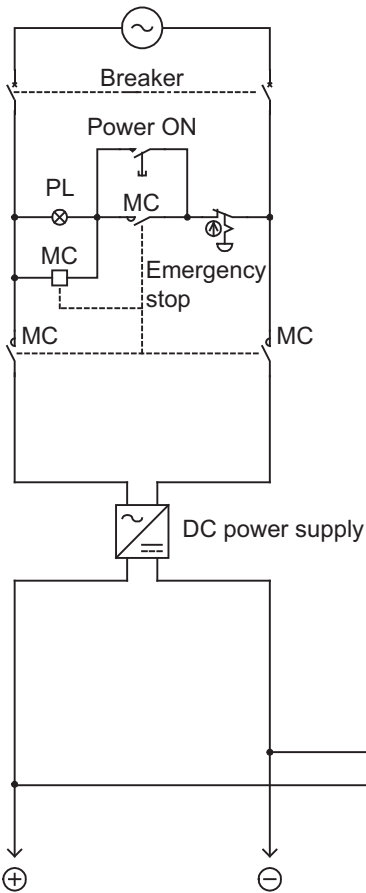 Breaker
Power ON
PL
MC
MC
Emergency
stop
MC
MC
DC power supply
+
−